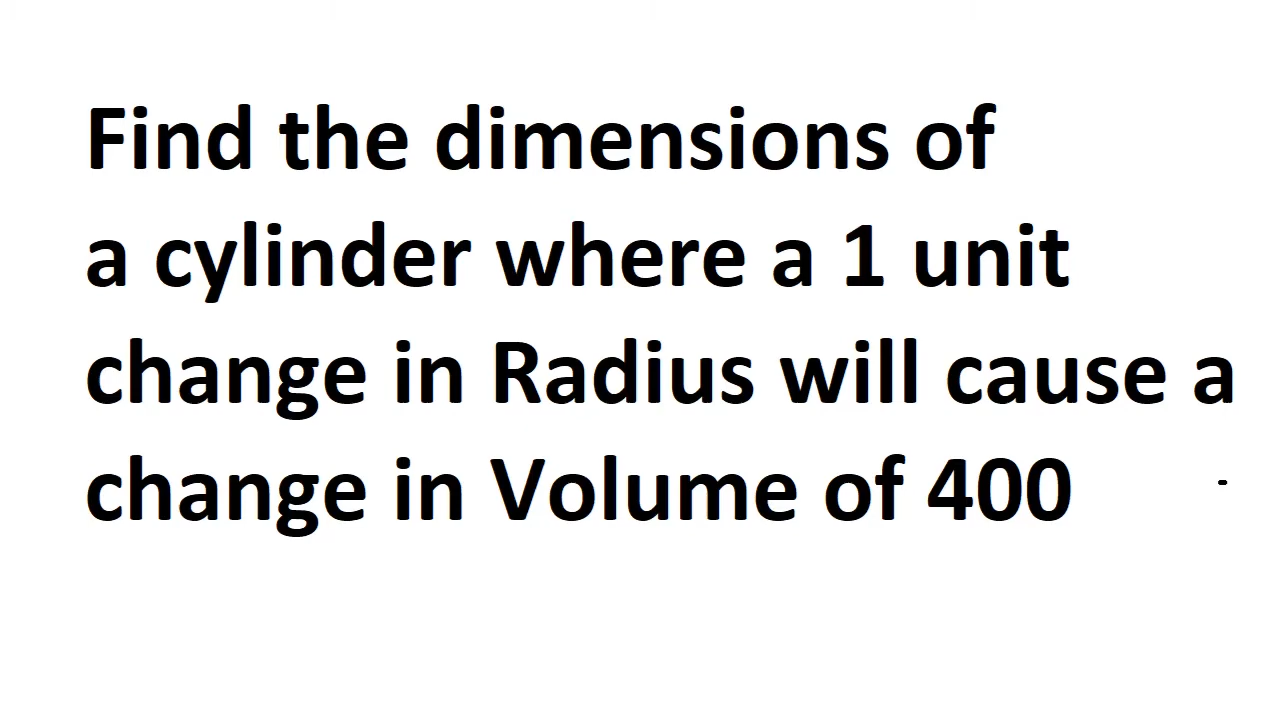 Find the dimensions of
a cylinder where a 1 unit
change in Radius will cause a
change in Volume of 400